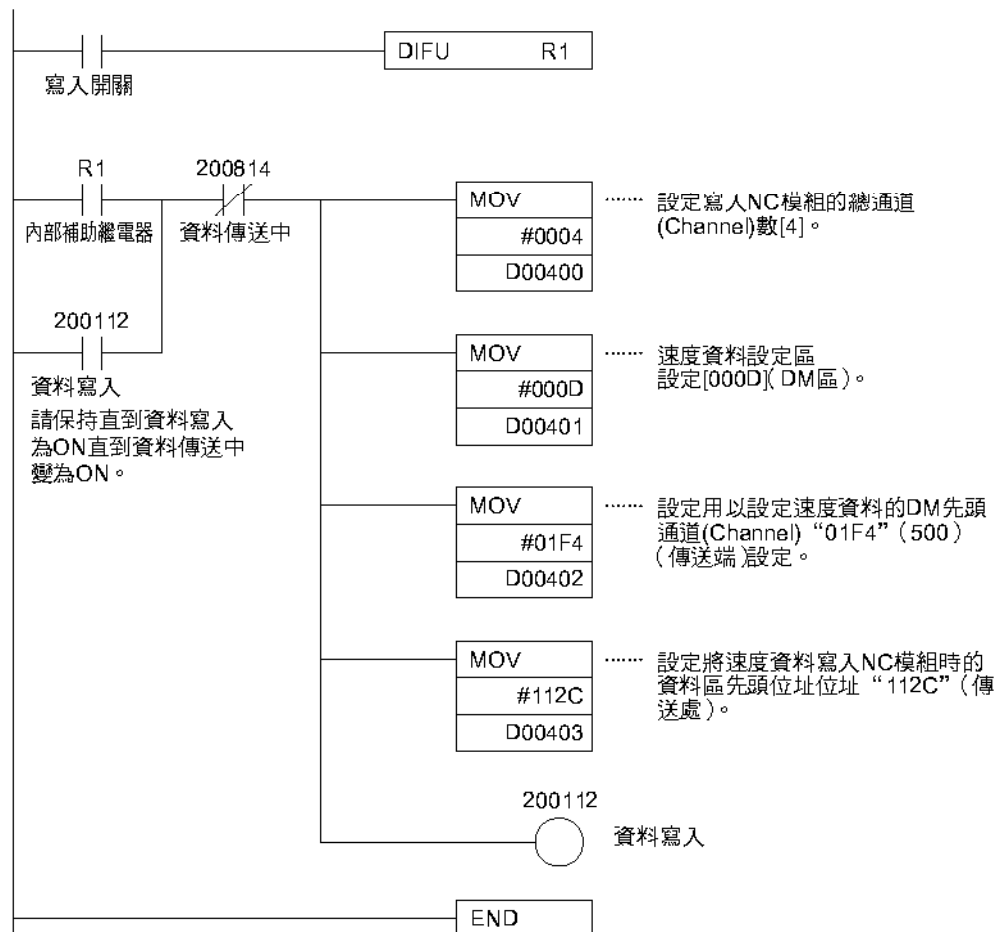 DIFU R1
寫入開關
R1
內部補助繼電器
200814
資料傳送中
MOV
#0004
D00400
…… 設定寫人NC模組的總通道
(Channel)數[4]。
200112
資料寫入
請保持直到資料寫入
為ON直到資料傳送中
變為ON。
MOV
#000D
D00401
…… 速度資料設定區
設定[000D](DM區)。
MOV
#01F4
D00402
…… 設定用以設定速度資料的DM先頭
通道(Channel)“01F4”(500)
(傳送端)設定。
MOV
#112C
D00403
…… 設定將速度資料寫入NC模組時的
資料區先頭位址位址“112C”(傳
送處)。
200112
資料寫入
END